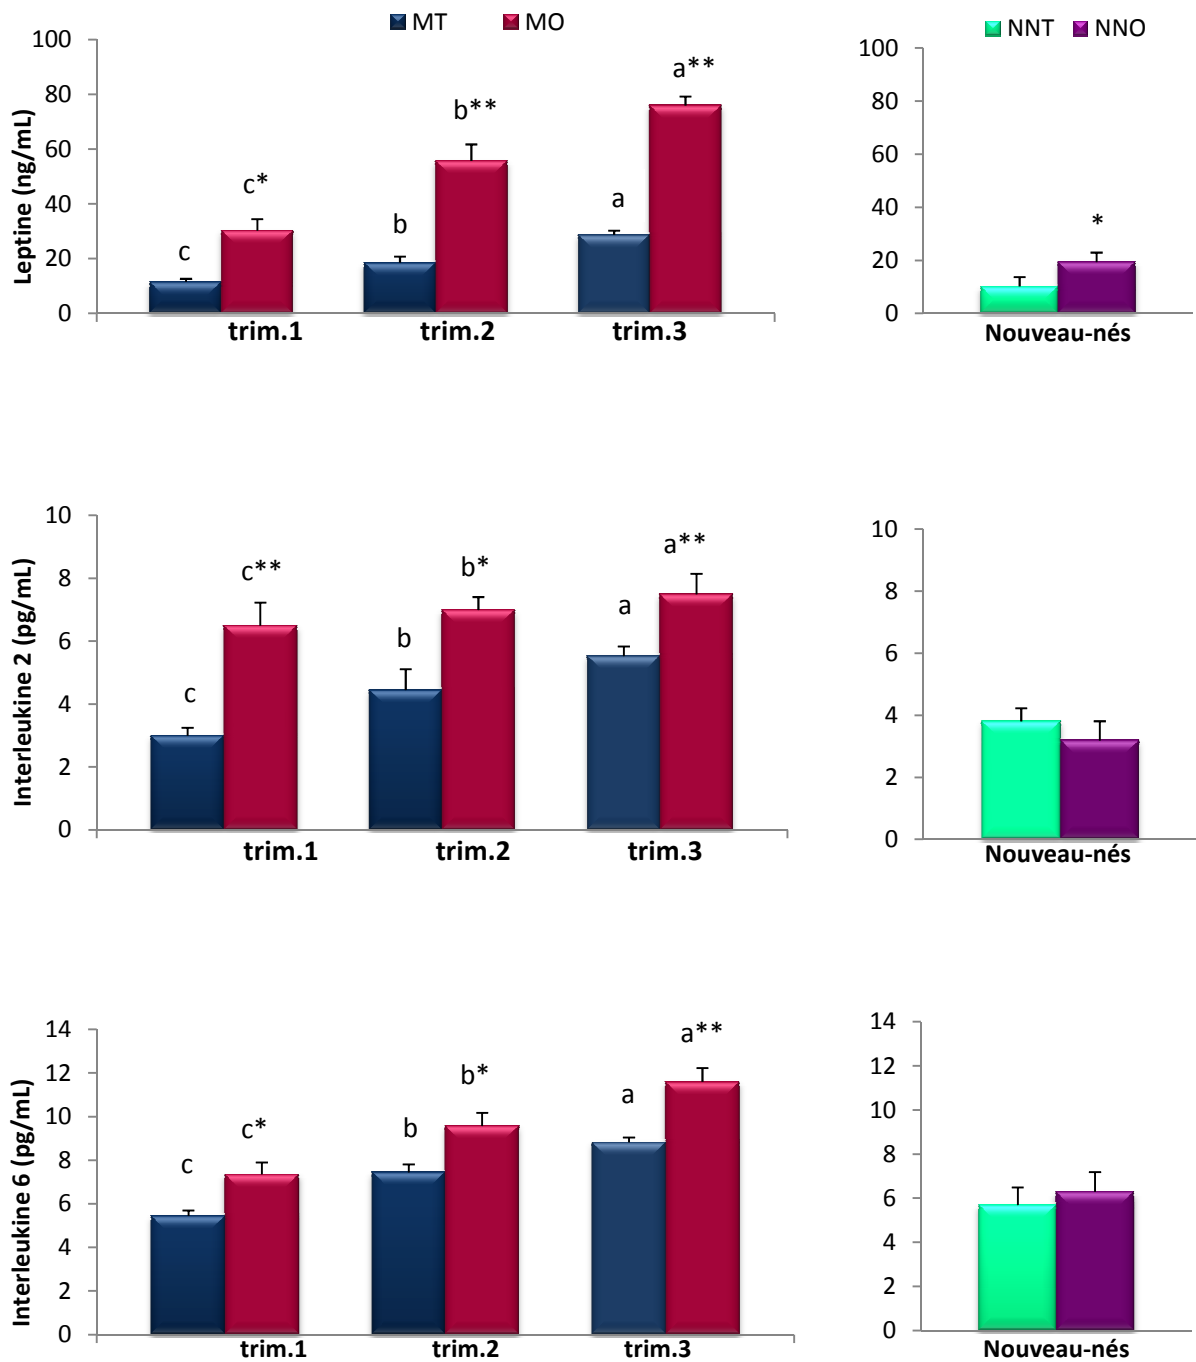 MT MO
Leptine (ng/mL)
100
80
60
40
20
0
c
c*
b
b**
a
a**
trim.1 trim.2 trim.3
NNT NNO
100
80
60
40
20
0
*
Nouveau-nés
Interleukine 2 (pg/mL)
10
8
6
4
2
0
c
c**
b
b*
a
a**
trim.1 trim.2 trim.3
10
8
6
4
2
0
Nouveau-nés
Interleukine 6 (pg/mL)
14
12
10
8
6
4
2
0
c
c*
b
b*
a
a**
trim.1 trim.2 trim.3
14
12
10
8
6
4
2
0
Nouveau-nés